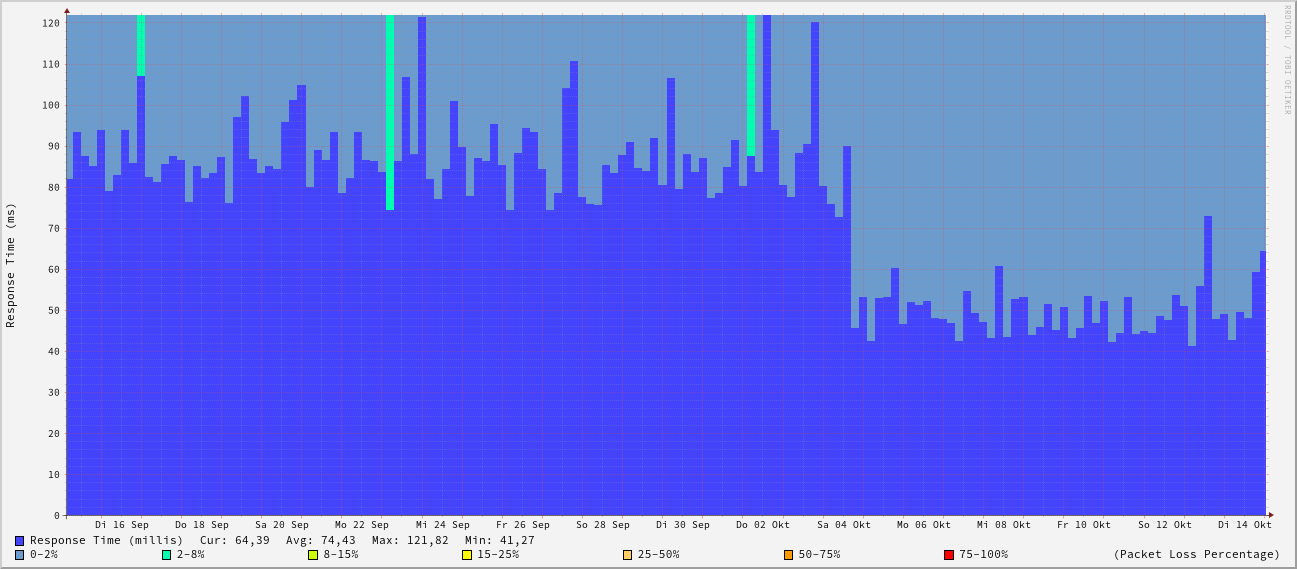 RRDTOOL / TOBI OETIKER
Response Time (ms)
120
110
100
90
80
70
60
50
40
30
20
10
0
Di 16 Sep Do 18 Sep Sa 20 Sep Mo 22 Sep Mi 24 Sep Fr 26 Sep So 28 Sep Di 30 Sep Do 02 Okt Sa 04 Okt Mo 06 Okt Mi 08 Okt Fr 10 Okt So 12 Okt Di 14 Okt
Response Time (millis) Cur: 64,39 Avg: 74,43 Max: 121,82 Min: 41,27
0-2% 2-8% 8-15% 15-25% 25-50% 50-75% 75-100% (Packet Loss Percentage)